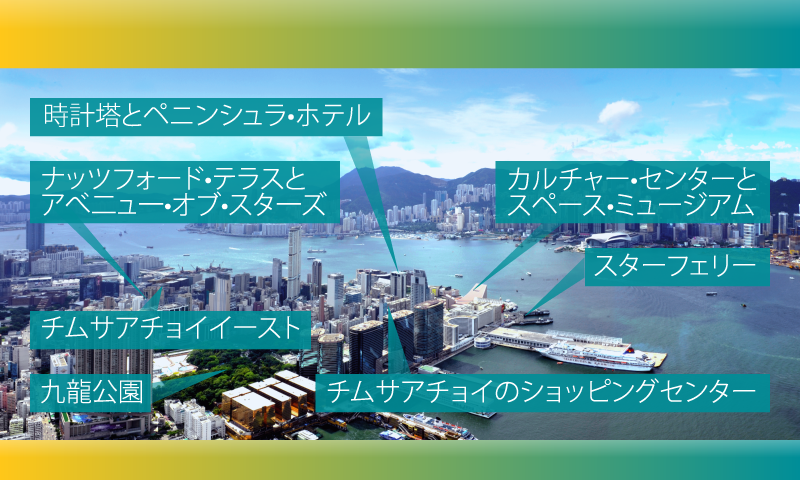 時計塔とペニンシュラ•ホテル
ナッツフォード•テラスと
アベニュー•オブ•スターズ
カルチャー•センターと
スペース•ミュージアム
スターフェリー
チムサアチョイイースト
九龍公園
チムサアチョイのショッピングセンター